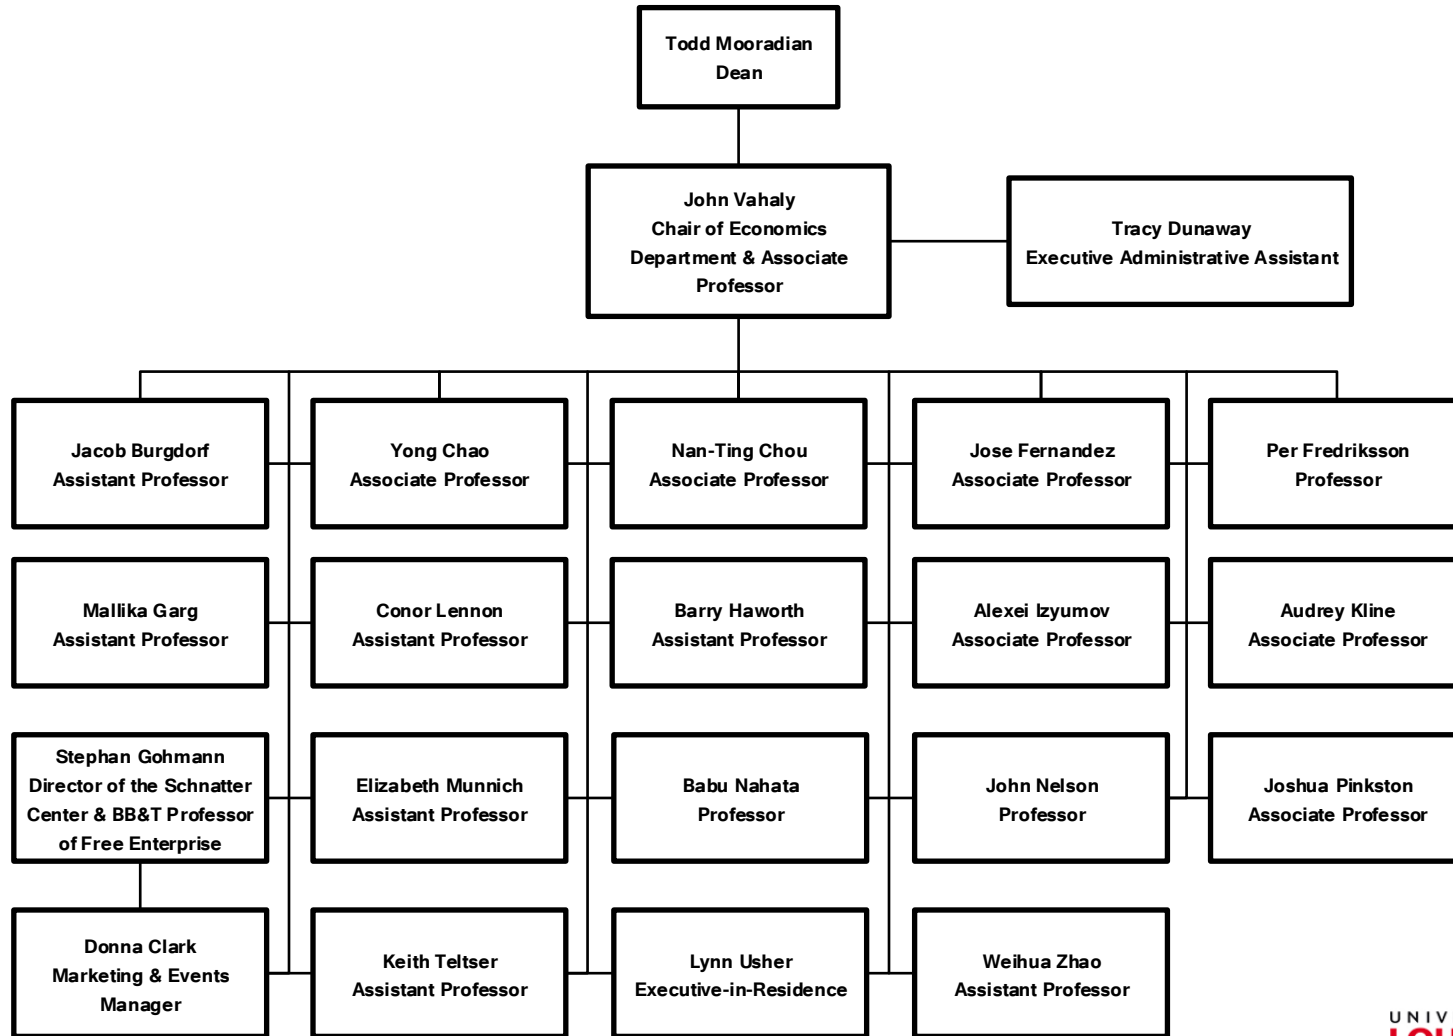 Todd Mooradian
Dean
John Vahaly
Chair of Economics
Department & Associate
Professor
Tracy Dunaway
Executive Administrative Assistant
Jacob Burgdorf
Assistant Professor
Yong Chao
Associate Professor
Nan-Ting Chou
Associate Professor
Jose Fernandez
Associate Professor
Per Fredriksson
Professor
Mallika Garg
Assistant Professor
Conor Lennon
Assistant Professor
Barry Haworth
Assistant Professor
Alexei Izyumov
Associate Professor
Audrey Kline
Associate Professor
Stephan Gohmann
Director of the Schnatter
Center & BB&T Professor
of Free Enterprise
Elizabeth Munnich
Assistant Professor
Babu Nahata
Professor
John Nelson
Professor
Joshua Pinkston
Associate Professor
Donna Clark
Marketing & Events
Manager
Keith Teltser
Assistant Professor
Lynn Usher
Executive-in-Residence
Weihua Zhao
Assistant Professor
UNIV